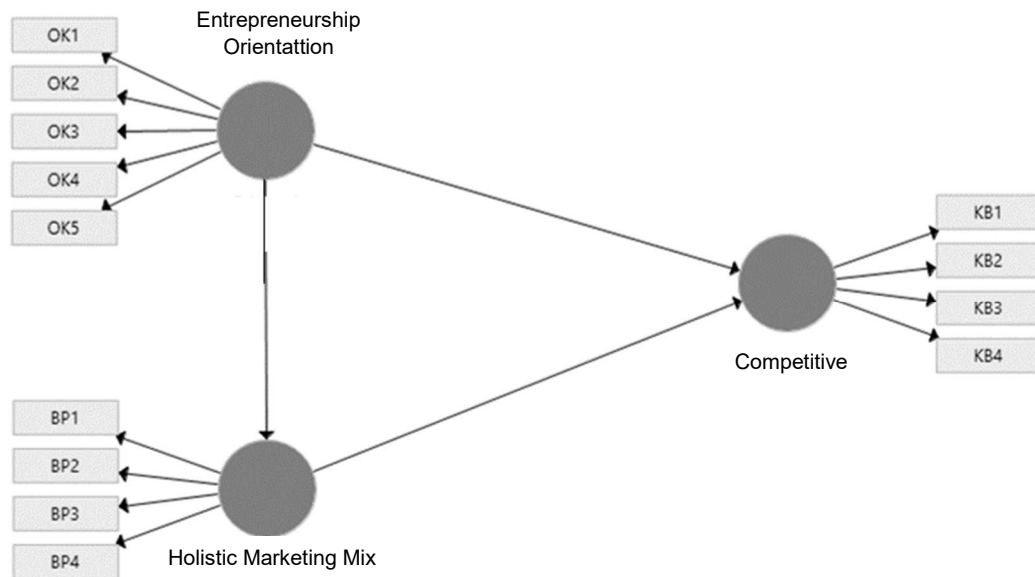 Entrepreneurship
Orientattion
OK1
OK2
OK3
OK4
OK5
KB1
KB2
KB3
KB4
Competitive
BP1
BP2
BP3
BP4
Holistic Marketing Mix